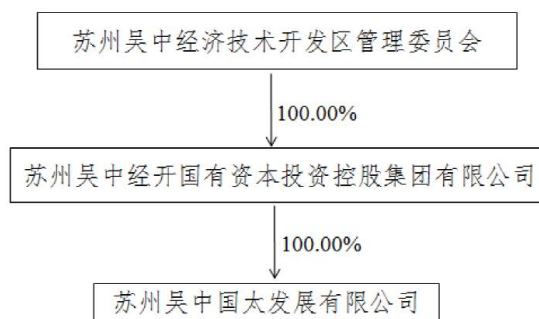 苏州吴中经济技术开发区管理委员会
100.00%
苏州吴中经开国有资本投资控股集团有限公司
100.00%
苏州吴中国太发展有限公司